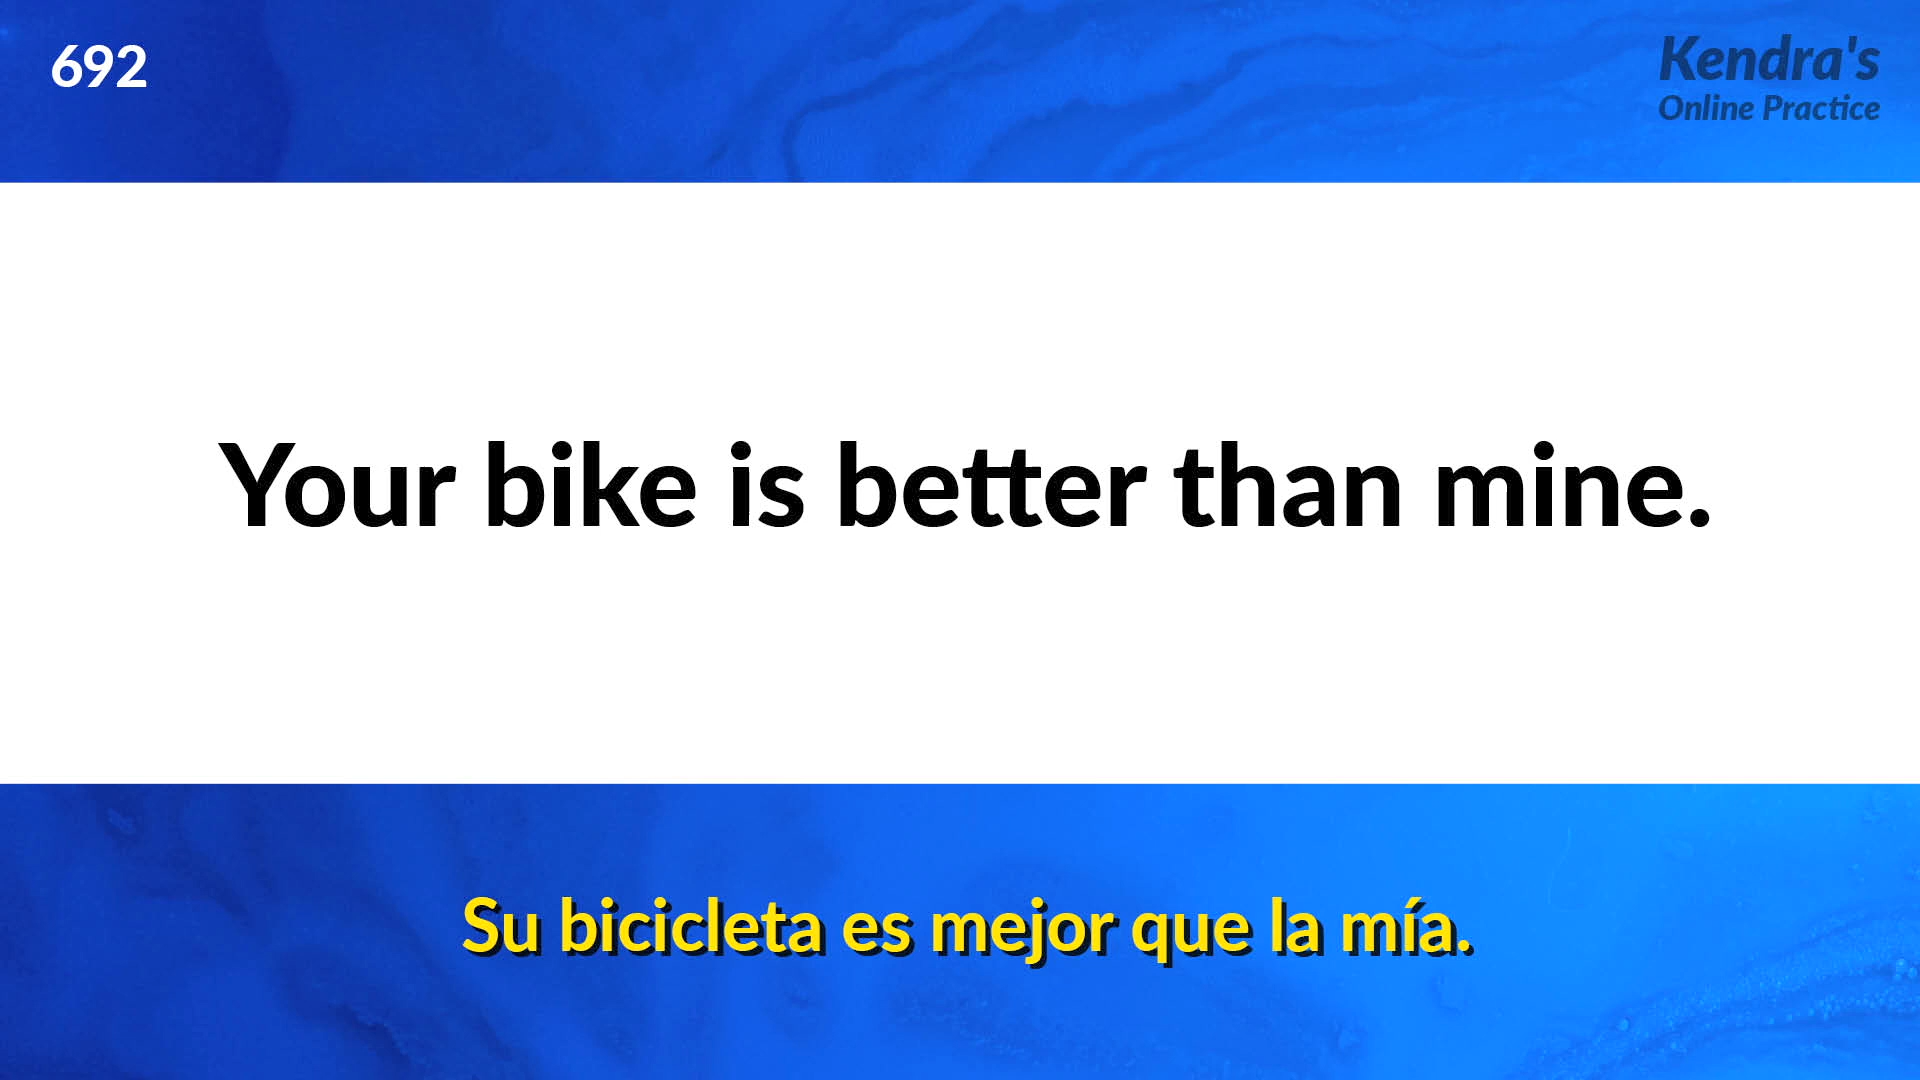 692
Kendra's
Online Practice
Your bike is better than mine.
Su bicicleta es mejor que la mía.